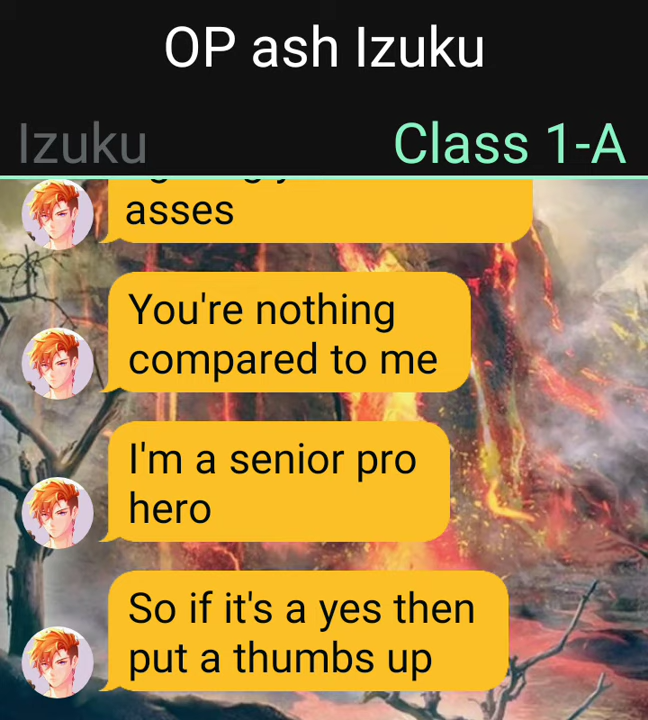 OP ash Izuku
Izuku
Class 1-A
asses
You're nothing
compared to me
I'm a senior pro
hero
So if it's a yes then
put a thumbs up